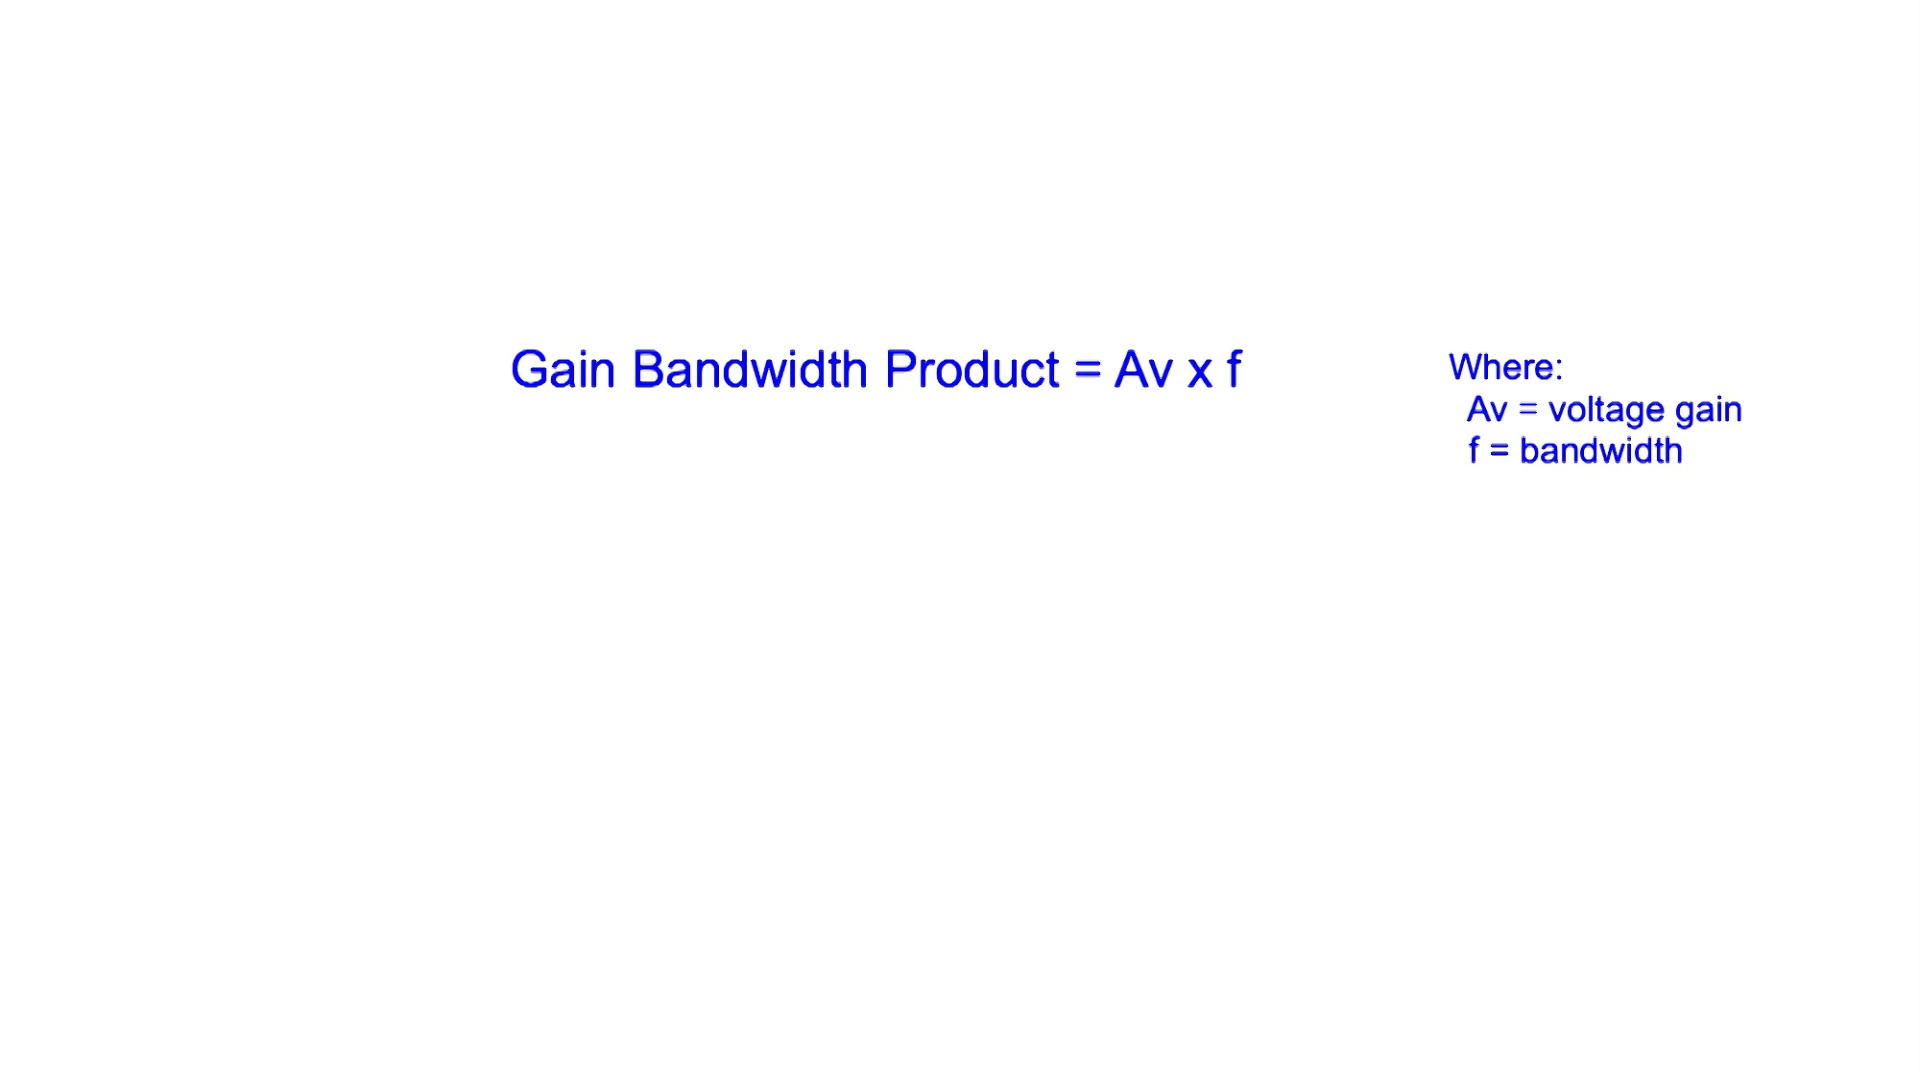 Gain Bandwidth Product = Av x f
Where:
Av = voltage gain
f = bandwidth